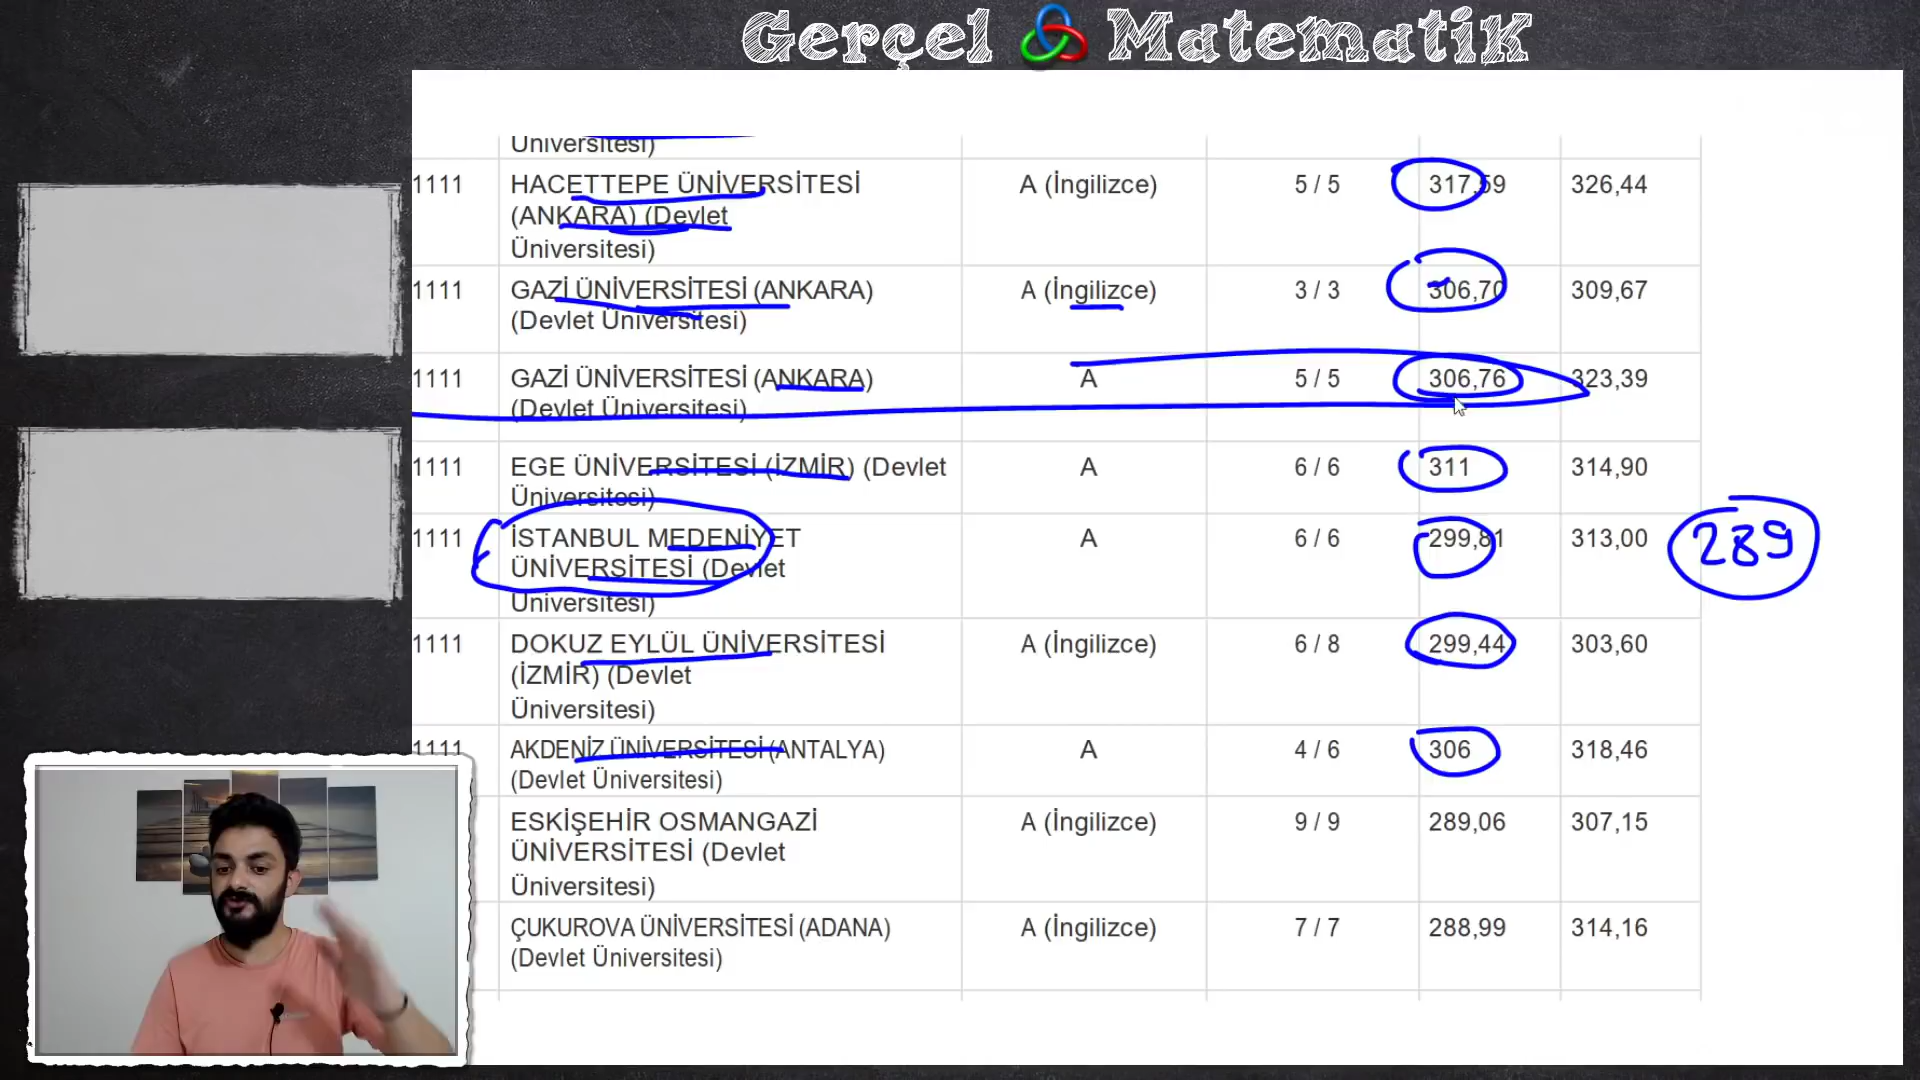 Gerçel Matematik
Üniversitesi)
1111 HACETTEPE ÜNİVERSİTESİ A (İngilizce) 5 / 5 317,59 326,44
(ANKARA) (Devlet
Üniversitesi)
1111 GAZİ ÜNİVERSİTESİ (ANKARA) A (İngilizce) 3 / 3 306,70 309,67
(Devlet Üniversitesi)
1111 GAZİ ÜNİVERSİTESİ (ANKARA) A 5 / 5 306,76 323,39
(Devlet Üniversitesi)
1111 EGE ÜNİVERSİTESİ (İZMİR) (Devlet A 6 / 6 311 314,90
Üniversitesi)
1111 İSTANBUL MEDENİYET A 6 / 6 299,81 313,00 289
ÜNİVERSİTESİ (Devlet
Üniversitesi)
1111 DOKUZ EYLÜL ÜNİVERSİTESİ A (İngilizce) 6 / 8 299,44 303,60
(İZMİR) (Devlet
Üniversitesi)
1111 AKDENİZ ÜNİVERSİTESİ (ANTALYA) A 4 / 6 306 318,46
(Devlet Üniversitesi)
ESKİŞEHİR OSMANGAZİ A (İngilizce) 9 / 9 289,06 307,15
ÜNİVERSİTESİ (Devlet
Üniversitesi)
ÇUKUROVA ÜNİVERSİTESİ (ADANA) A (İngilizce) 7 / 7 288,99 314,16
(Devlet Üniversitesi)